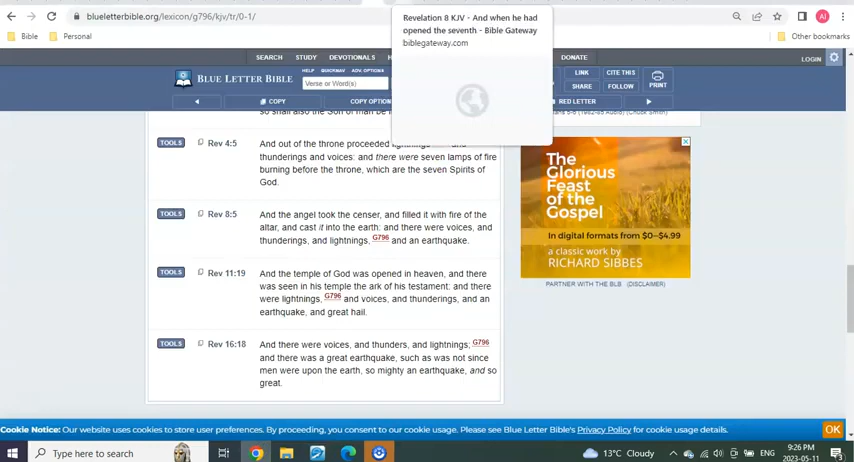 blueletterbible.org/lexicon/g796/kjv/tr/0-1/
AI
Bible
Personal
Other bookmarks
Revelation 8 KJV - And when he had
opened the seventh - Bible Gateway
biblegateway.com
SEARCH
STUDY
DEVOTIONALS
DONATE
LOGIN
BLUE LETTER BIBLE
HELP
QUICKNAV
ADV. OPTIONS
Verse or Word(s)
LINK
CITE THIS
SHARE
FOLLOW
PRINT
COPY
COPY OPTION
RED LETTER
so shall also the Son of man be
TOOLS
Rev 4:5
And out of the throne proceeded lightnings and
thunderings and voices: and there were seven lamps of fire
burning before the throne, which are the seven Spirits of
God.
TOOLS
Rev 8:5
And the angel took the censer, and filled it with fire of the
altar, and cast it into the earth: and there were voices, and
thunderings, and lightnings, G796 and an earthquake.
TOOLS
Rev 11:19
And the temple of God was opened in heaven, and there
was seen in his temple the ark of his testament: and there
were lightnings, G796 and voices, and thunderings, and an
earthquake, and great hail.
TOOLS
Rev 16:18
And there were voices, and thunders, and lightnings; G796
and there was a great earthquake, such as was not since
men were upon the earth, so mighty an earthquake, and so
great.
The
Glorious
Feast
of the
Gospel
In digital formats from $0–$4.99
a classic work by
RICHARD SIBBES
PARTNER WITH THE BLB (DISCLAIMER)
Cookie Notice: Our website uses cookies to store user preferences. By proceeding, you consent to our cookie usage. Please see Blue Letter Bible's Privacy Policy for cookie usage details.
OK
Type here to search
13°C Cloudy
ENG
9:26 PM
2023-05-11
3